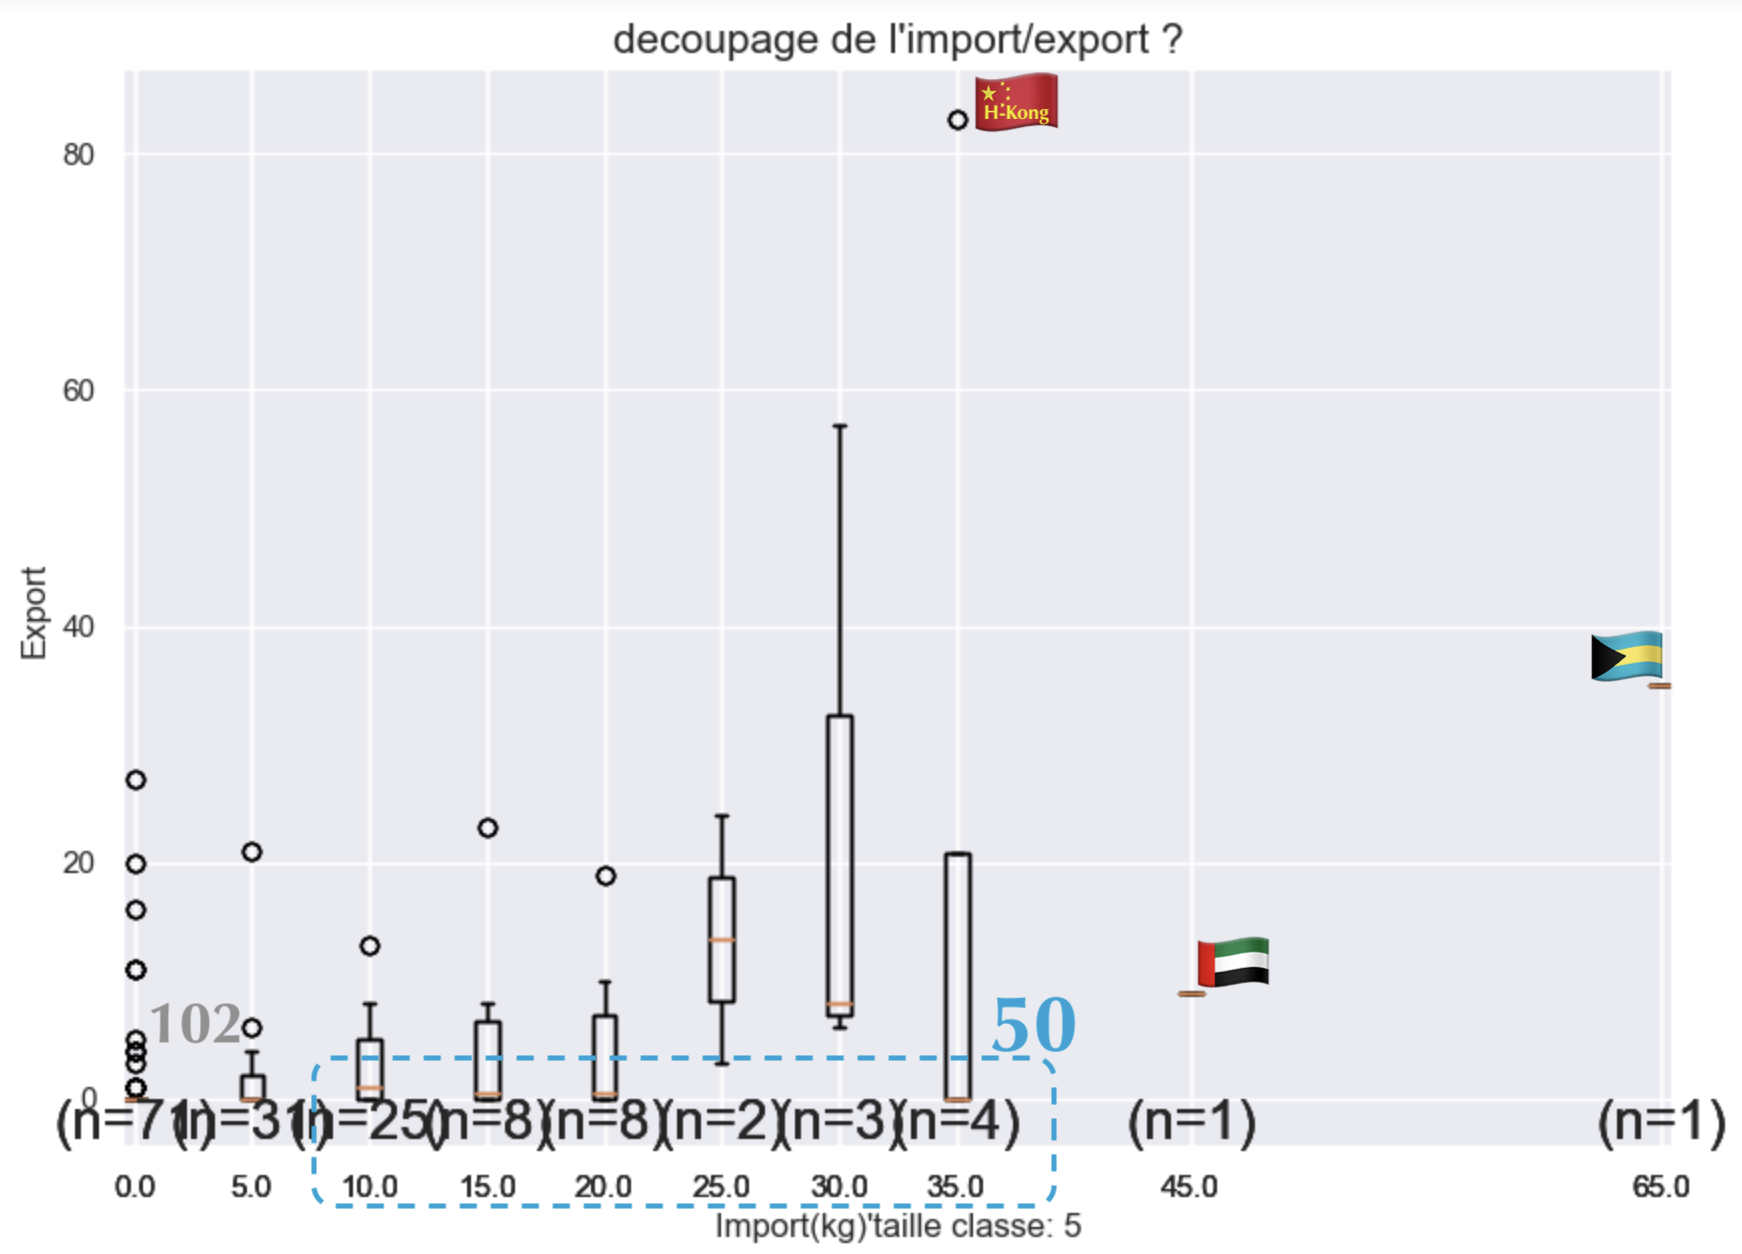 decoupage de l'import/export ?
H-Kong
80
60
40
20
0
Export
102
50
(n=71) (n=31) (n=25) (n=8) (n=8) (n=2) (n=3) (n=4) (n=1) (n=1)
0.0 5.0 10.0 15.0 20.0 25.0 30.0 35.0 45.0 65.0
Import(kg)'taille classe: 5